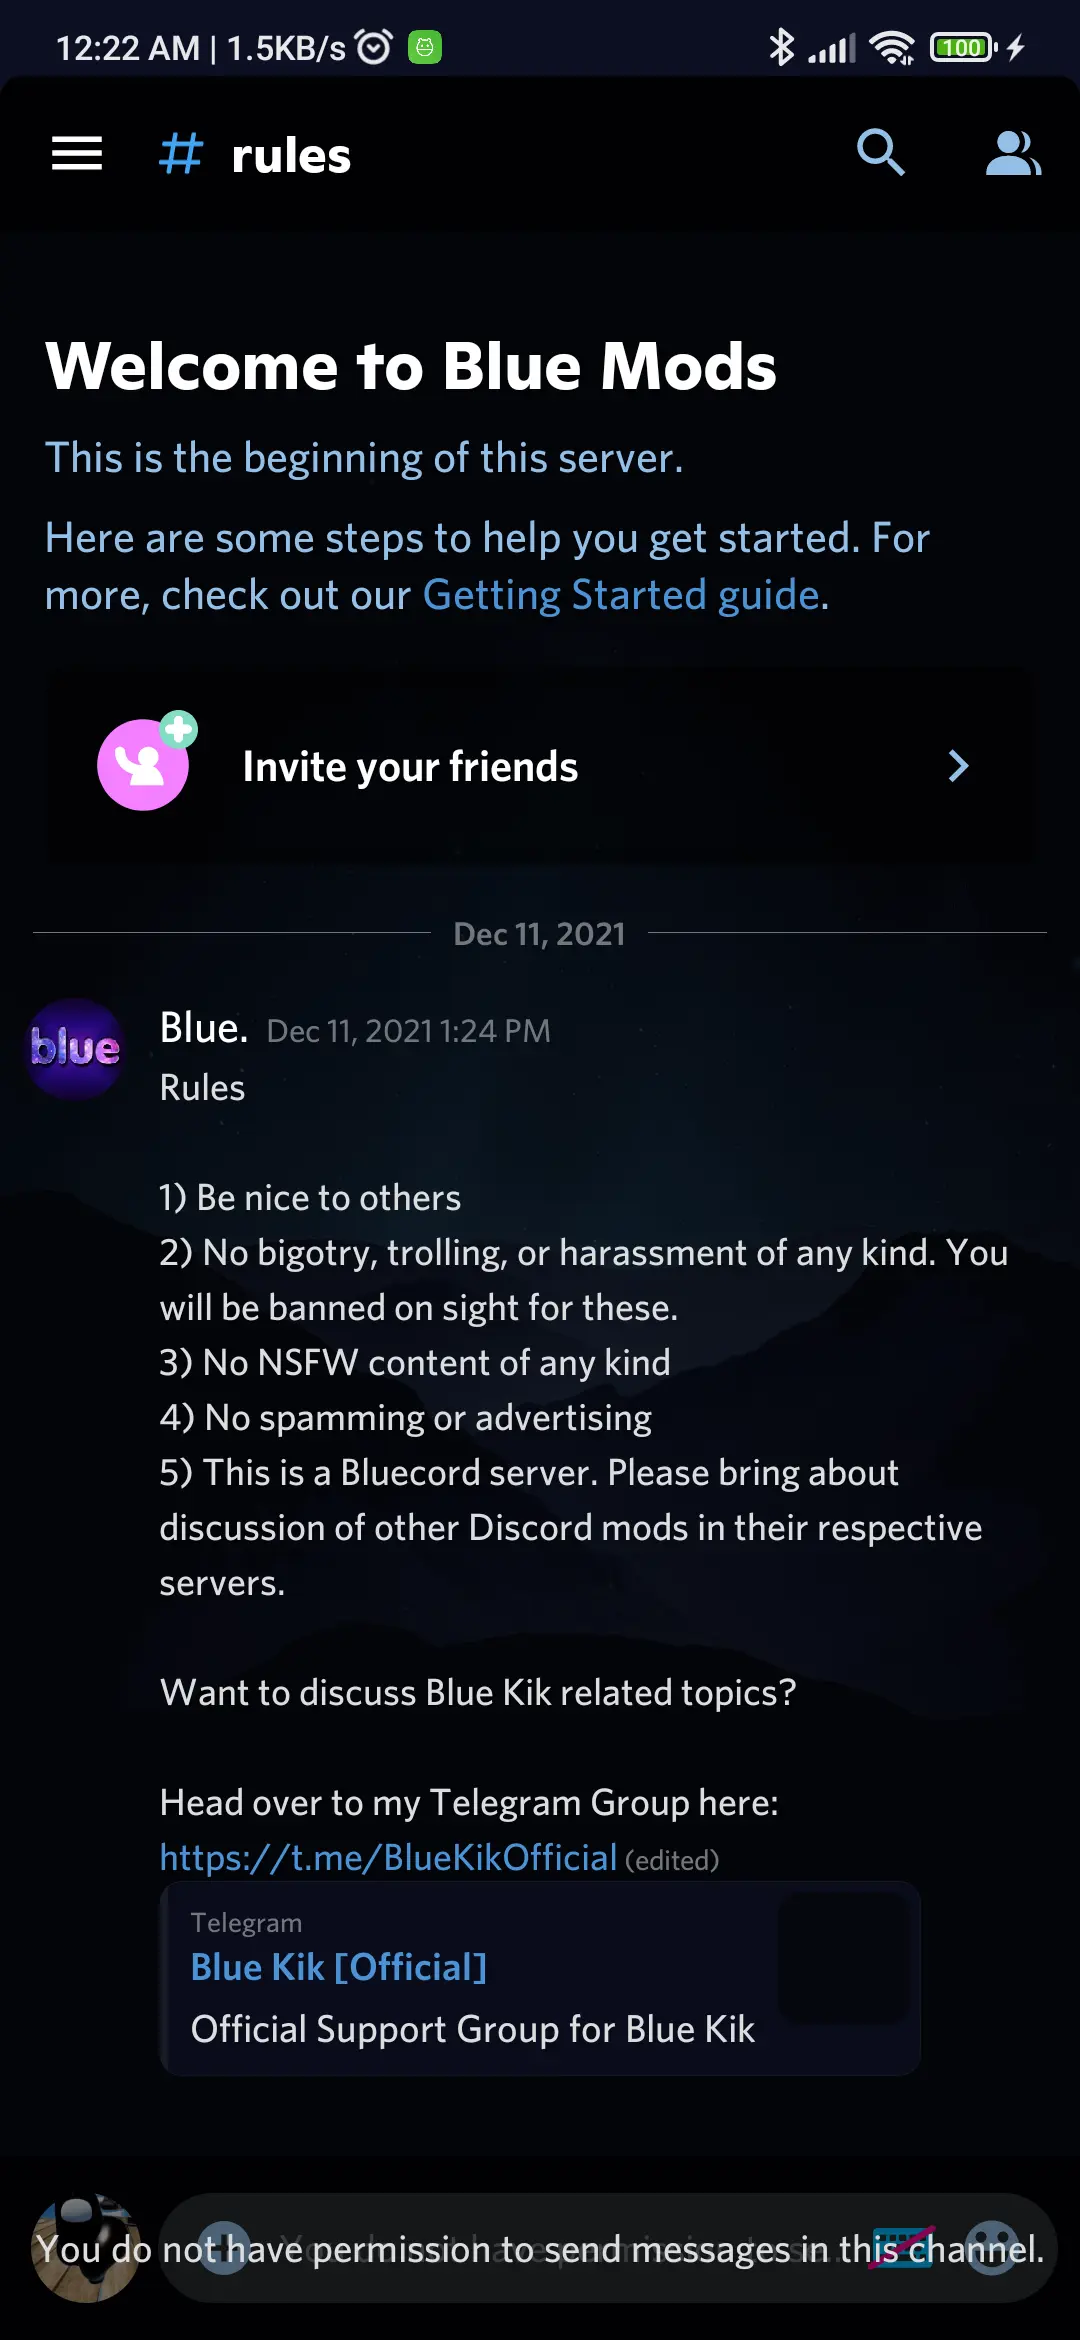 12:22 AM | 1.5KB/s
100
# rules
Welcome to Blue Mods
This is the beginning of this server.
Here are some steps to help you get started. For
more, check out our Getting Started guide.
Invite your friends
Dec 11, 2021
blue
Blue. Dec 11, 2021 1:24 PM
Rules
1) Be nice to others
2) No bigotry, trolling, or harassment of any kind. You
will be banned on sight for these.
3) No NSFW content of any kind
4) No spamming or advertising
5) This is a Bluecord server. Please bring about
discussion of other Discord mods in their respective
servers.
Want to discuss Blue Kik related topics?
Head over to my Telegram Group here:
https://t.me/BlueKikOfficial (edited)
Telegram
Blue Kik [Official]
Official Support Group for Blue Kik
You do not have permission to send messages in this channel.